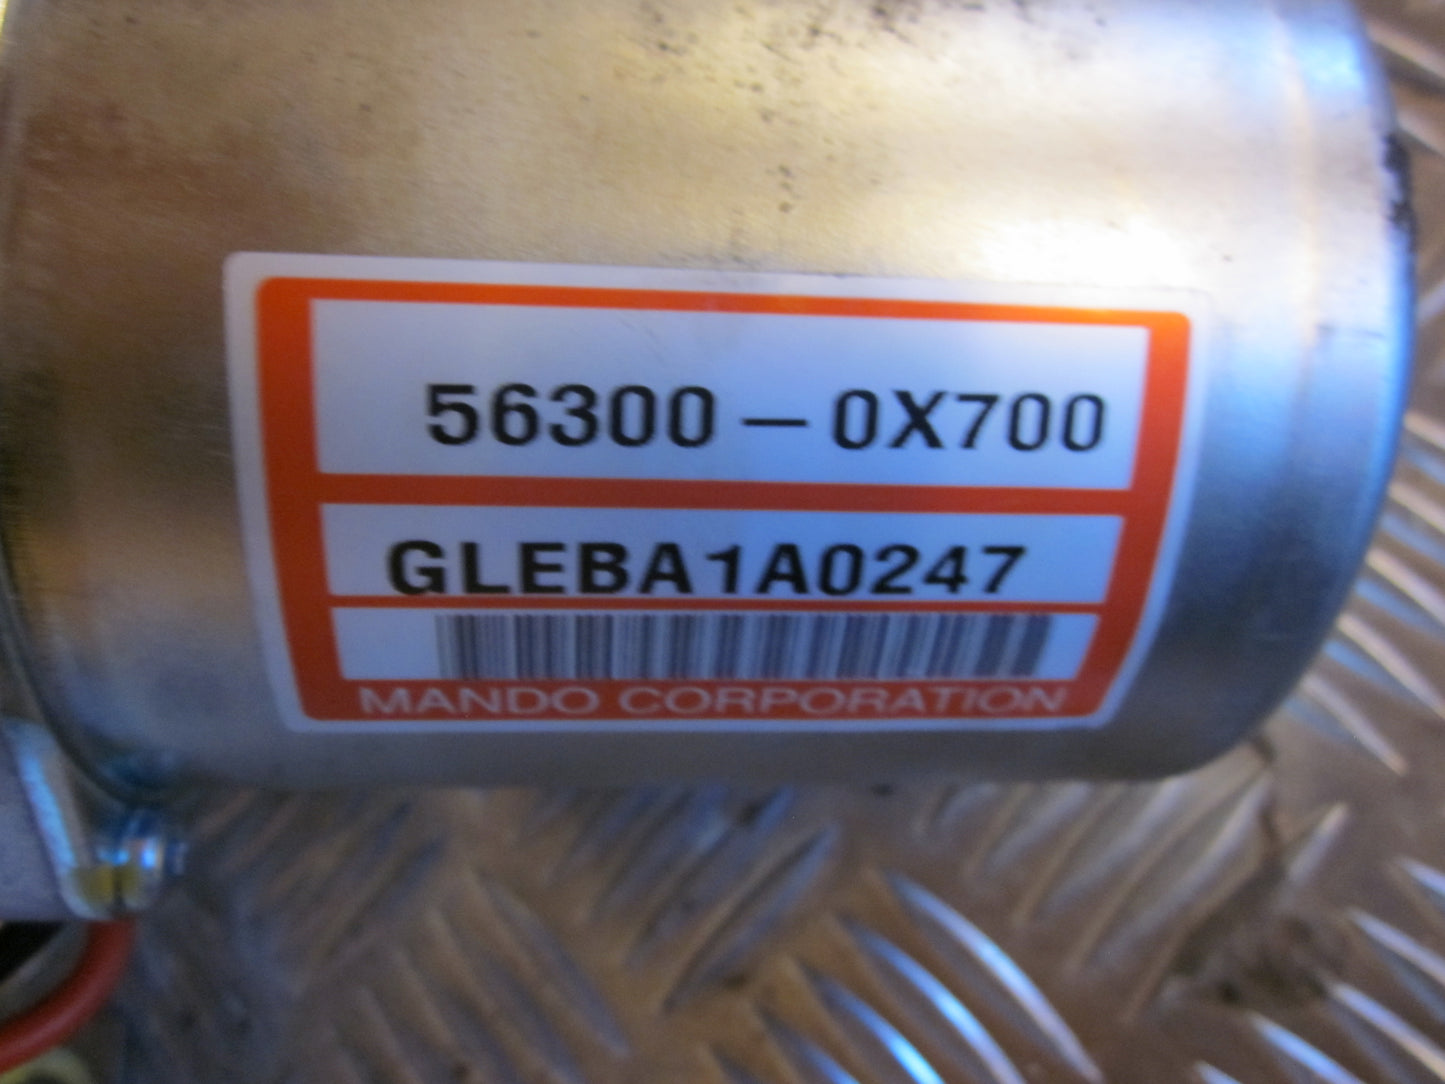 56300-0X700
GLEBA1A0247
MANDO CORPORATION